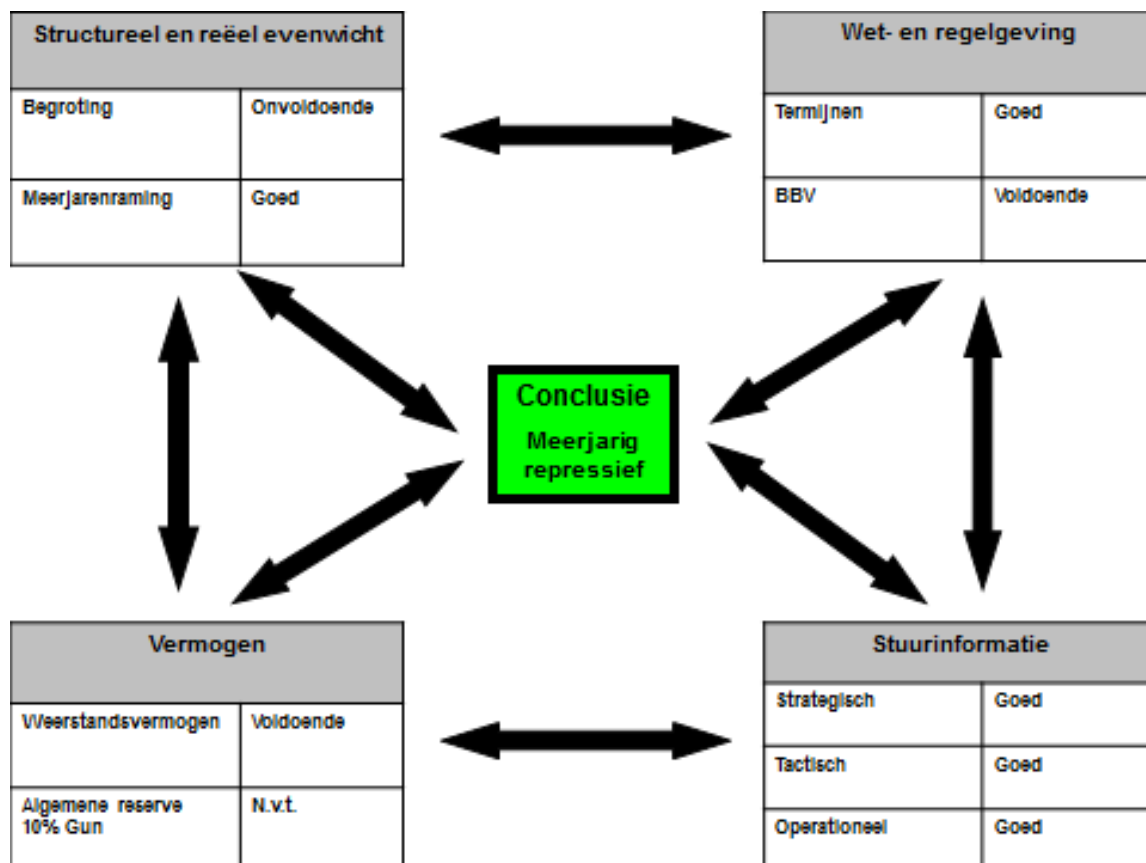 Structureel en reëel evenwicht
Begroting Onvoldoende
Meerjarenraming Goed
Wet- en regelgeving
Termijnen Goed
BBV Voldoende
Conclusie
Meerjarig
repressief
Vermogen
Weerstandsvermogen Voldoende
Algemene reserve N.v.t.
10% Gun
Stuurinformatie
Strategisch Goed
Tactisch Goed
Operationeel Goed